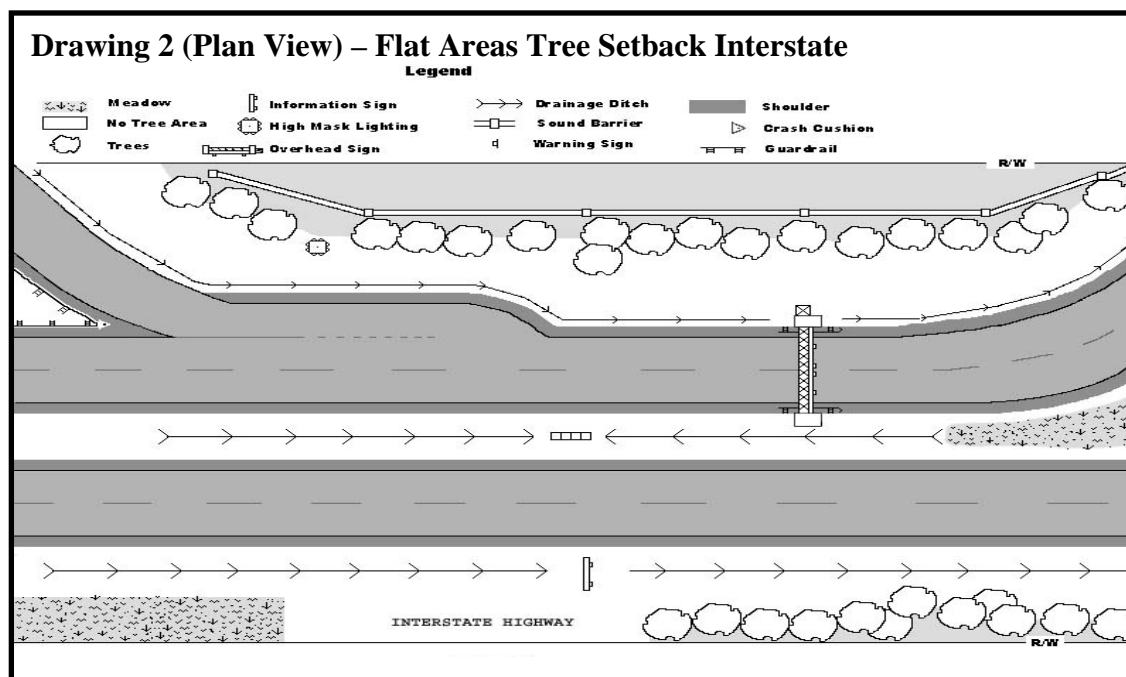 Drawing 2 (Plan View) – Flat Areas Tree Setback Interstate
Legend
Meadow
Information Sign
Drainage Ditch
Shoulder
No Tree Area
High Mask Lighting
Sound Barrier
Crash Cushion
Trees
Overhead Sign
Warning Sign
Guardrail
R/W
INTERSTATE HIGHWAY
R/W